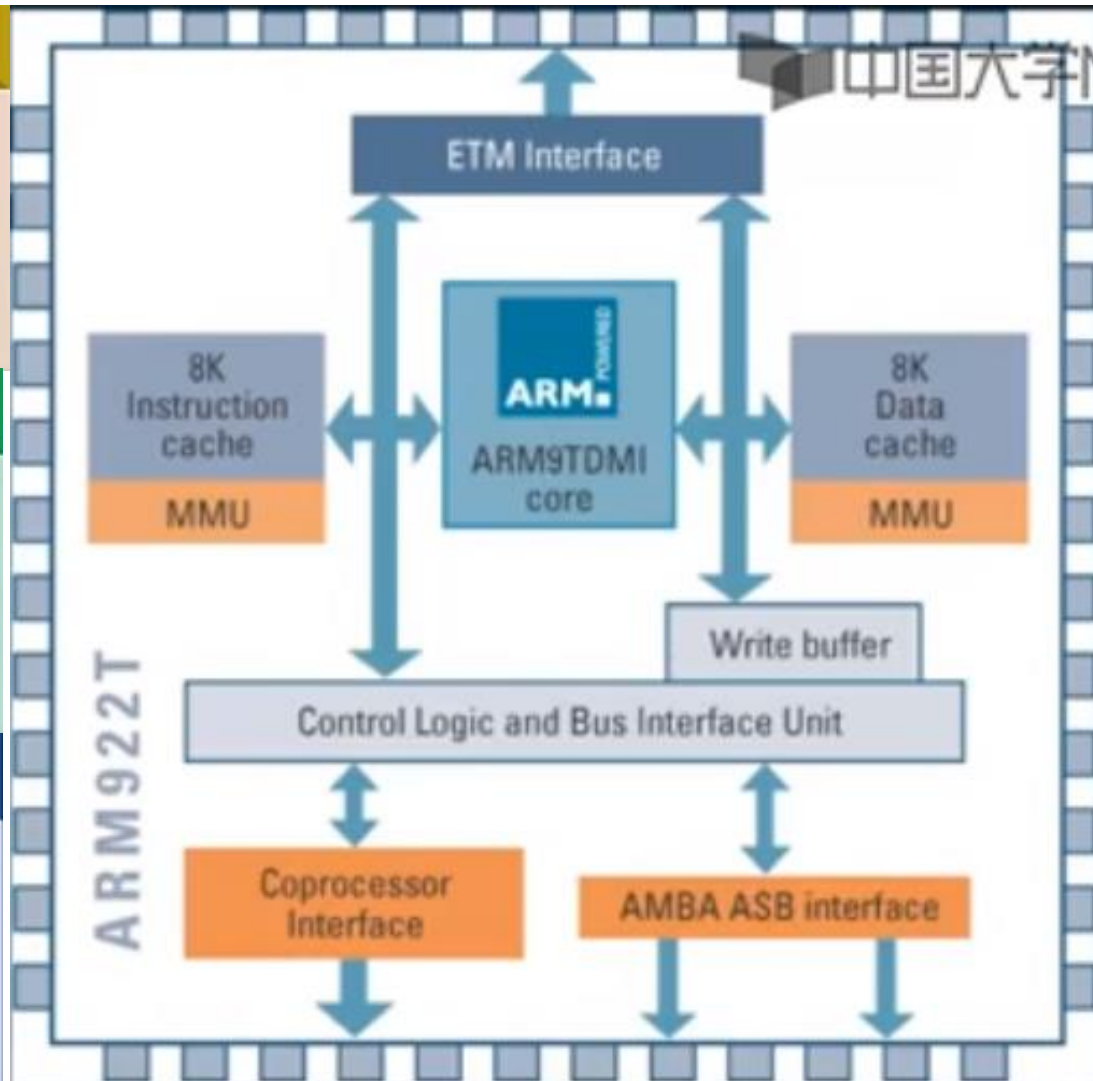 中国大学
ETM Interface
8K
Instruction
cache
MMU
ARM
POWERED
ARM9TDMI
core
8K
Data
cache
MMU
Write buffer
Control Logic and Bus Interface Unit
ARM922T
Coprocessor
Interface
AMBA ASB interface